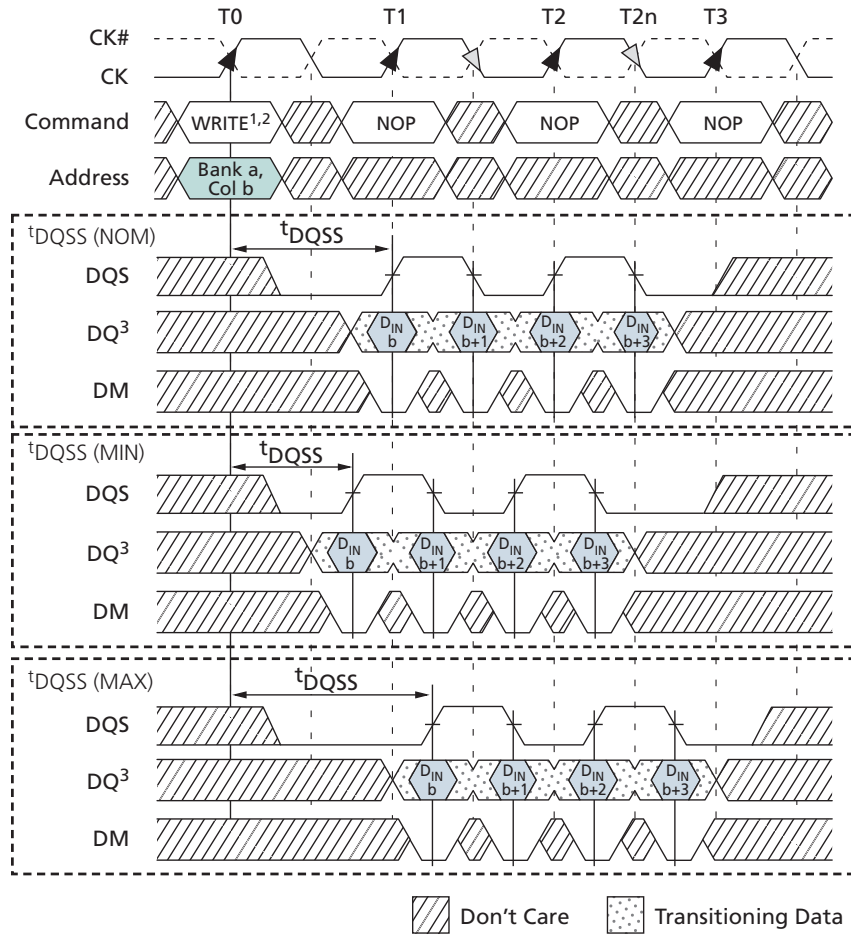 T0 T1 T2 T2n T3
CK#
CK
Command WRITE1,2 NOP NOP NOP
Address Bank a, Col b
tDQSS (NOM) tDQSS
DQS
DQ3 DIN b DIN b+1 DIN b+2 DIN b+3
DM
tDQSS (MIN) tDQSS
DQS
DQ3 DIN b DIN b+1 DIN b+2 DIN b+3
DM
tDQSS (MAX) tDQSS
DQS
DQ3 DIN b DIN b+1 DIN b+2 DIN b+3
DM
Don't Care Transitioning Data